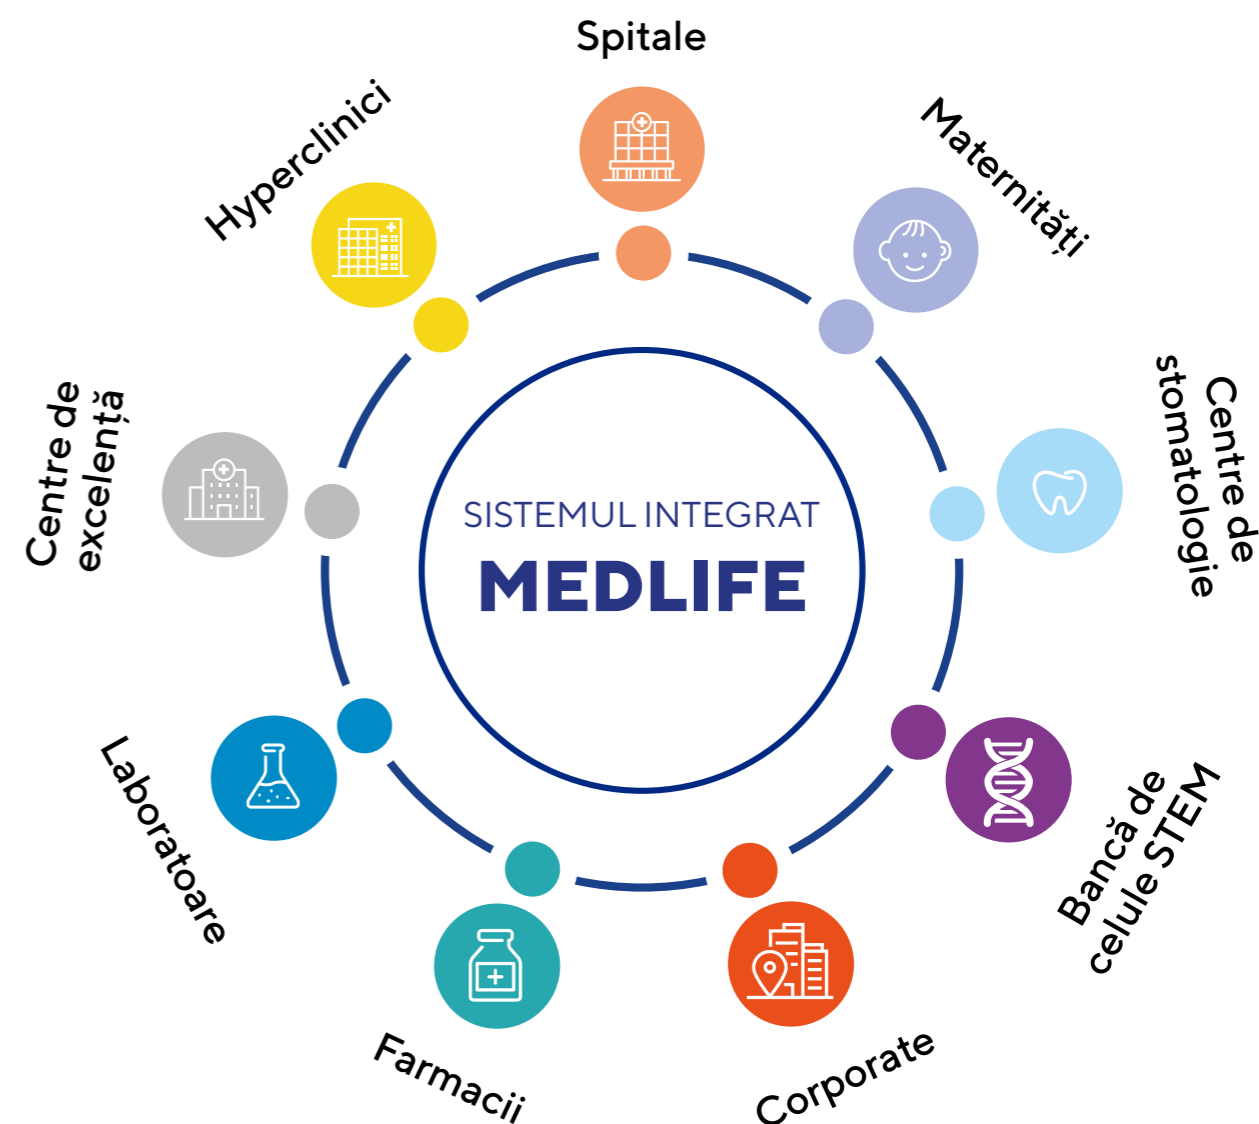 Spitale
Maternități
Centre de
stomatologie
Bancă de
celule STEM
Corporate
Farmacii
Laboratoare
Centre de
excelență
Hyperclinici
SISTEMUL INTEGRAT
MEDLIFE